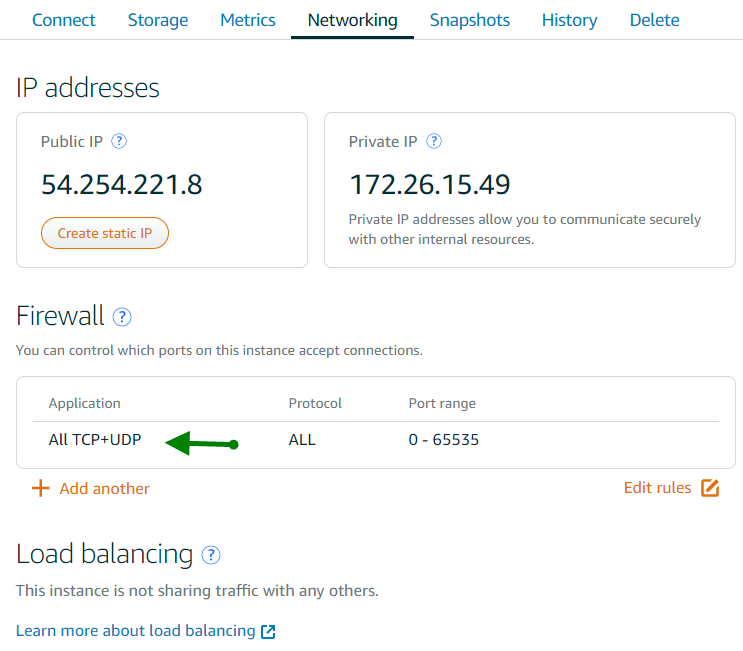 Connect Storage Metrics Networking Snapshots History Delete
IP addresses
Public IP ?
54.254.221.8
Create static IP
Private IP ?
172.26.15.49
Private IP addresses allow you to communicate securely
with other internal resources.
Firewall ?
You can control which ports on this instance accept connections.
Application Protocol Port range
All TCP+UDP ALL 0 - 65535
+ Add another
Edit rules
Load balancing ?
This instance is not sharing traffic with any others.
Learn more about load balancing